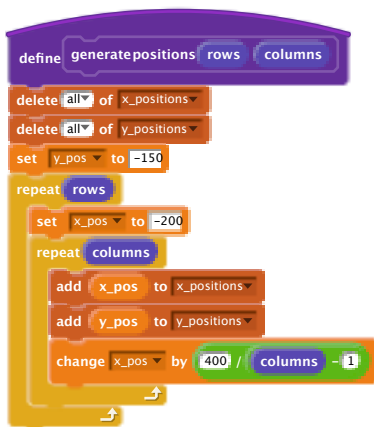 define generate positions rows columns
delete all of x_positions
delete all of y_positions
set y_pos to -150
repeat rows
set x_pos to -200
repeat columns
add x_pos to x_positions
add y_pos to y_positions
change x_pos by 400 / columns - 1